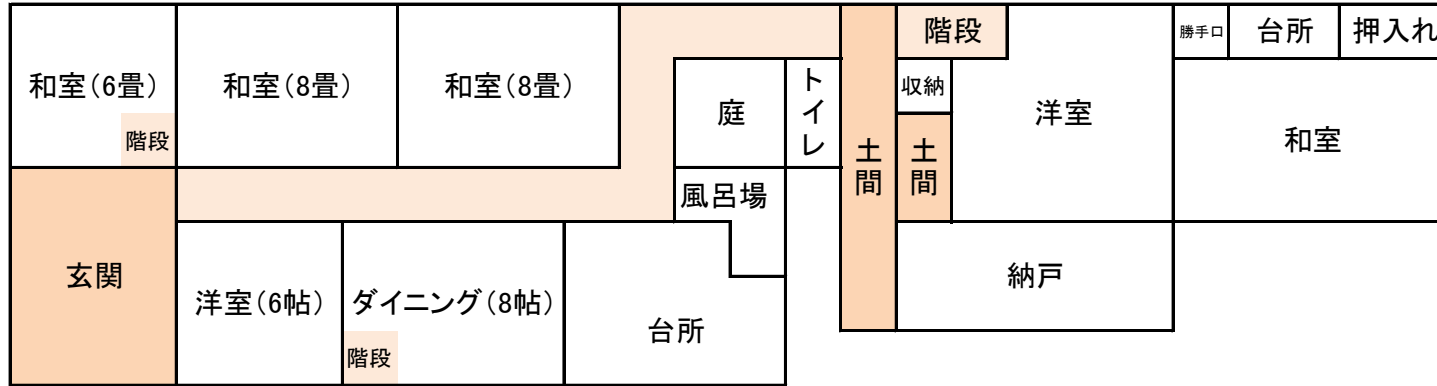 階段
勝手口
台所
押入れ
和室(6畳)
和室(8畳)
和室(8畳)
収納
庭
トイレ
洋室
和室
階段
土間
土間
風呂場
玄関
納戸
洋室(6帖)
ダイニング(8帖)
台所
階段